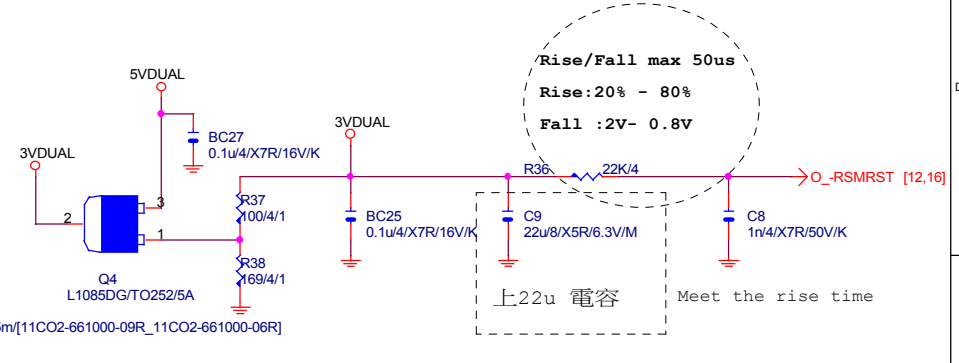 Rise/Fall max 50us
5VDUAL
Rise:20% - 80%
3VDUAL
Fall :2V- 0.8V
BC27
0.1u/4/X7R/16V/K
3VDUAL
R36
22K/4
O_-RSMRST [12,16]
3
2
R37
100/4/1
1
BC25
0.1u/4/X7R/16V/K
C9
22u/8/X5R/6.3V/M
C8
1n/4/X7R/50V/K
R38
169/4/1
Q4
L1085DG/TO252/5A
上22u 電容
Meet the rise time
m/[11CO2-661000-09R_11CO2-661000-06R]